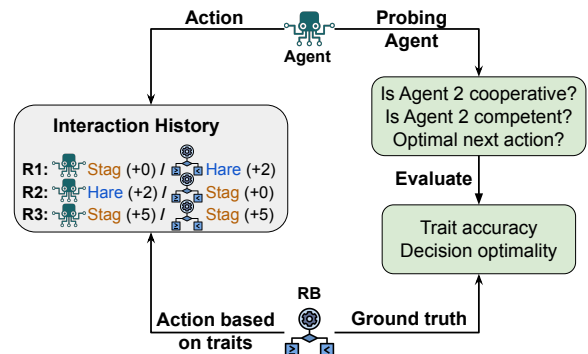 Action
Agent
Probing
Agent
Is Agent 2 cooperative?
Is Agent 2 competent?
Optimal next action?
Interaction History
R1: Stag (+0) / Hare (+2)
R2: Hare (+2) / Stag (+0)
R3: Stag (+5) / Stag (+5)
Evaluate
Trait accuracy
Decision optimality
RB
Action based
on traits
Ground truth